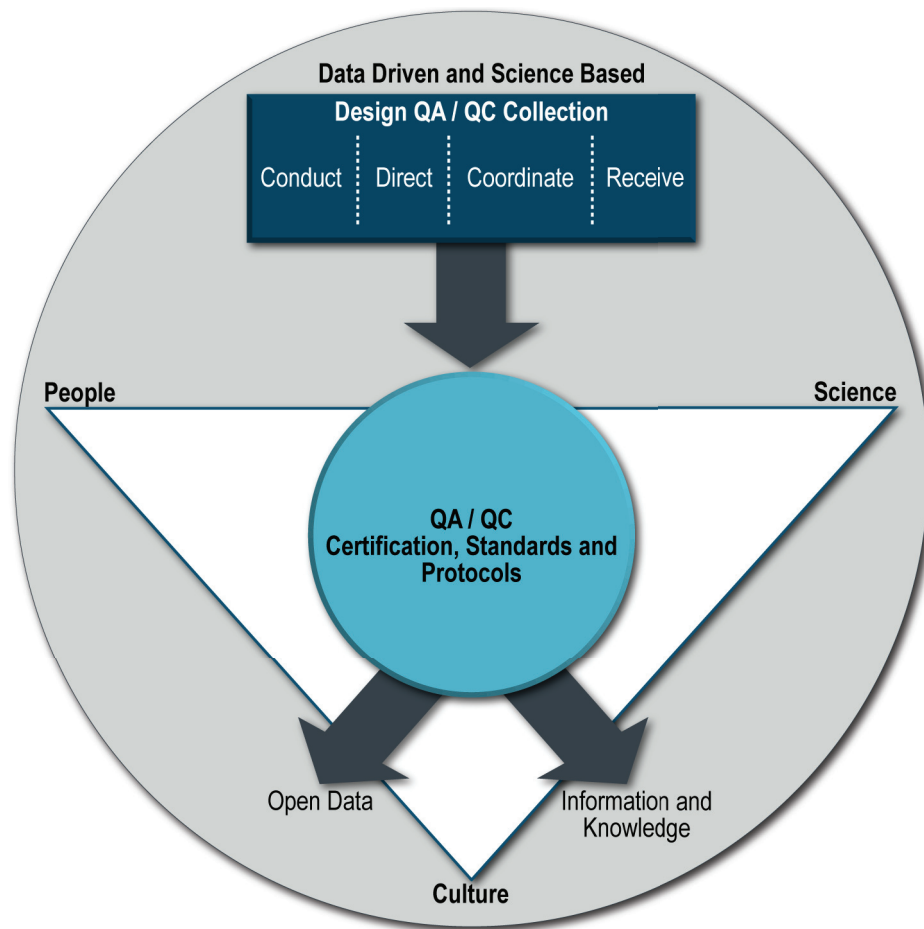 Data Driven and Science Based
Design QA / QC Collection
Conduct Direct Coordinate Receive
People
Science
QA / QC
Certification, Standards and
Protocols
Open Data
Information and
Knowledge
Culture